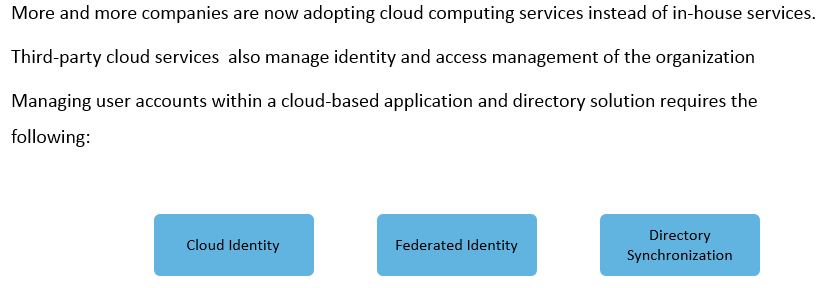 More and more companies are now adopting cloud computing services instead of in-house services.
Third-party cloud services  also manage identity and access management of the organization
Managing user accounts within a cloud-based application and directory solution requires the
following:
Cloud Identity
Federated Identity
Directory
Synchronization